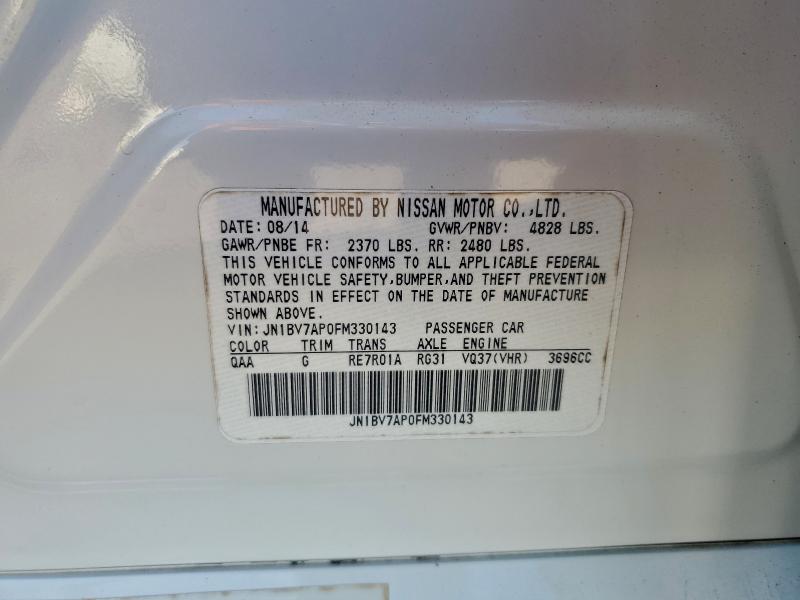 MANUFACTURED BY NISSAN MOTOR CO.,LTD.
DATE: 08/14 GVWR/PNBV: 4828 LBS.
GAWR/PNBE FR: 2370 LBS. RR: 2480 LBS.
THIS VEHICLE CONFORMS TO ALL APPLICABLE FEDERAL
MOTOR VEHICLE SAFETY,BUMPER,AND THEFT PREVENTION
STANDARDS IN EFFECT ON THE DATE OF MANUFACTURE
SHOWN ABOVE.
VIN: JN1BV7AP0FM330143 PASSENGER CAR
COLOR TRIM TRANS AXLE ENGINE
QAA G RE7R01A RG31 VQ37(VHR) 3696CC
JN1BV7AP0FM330143